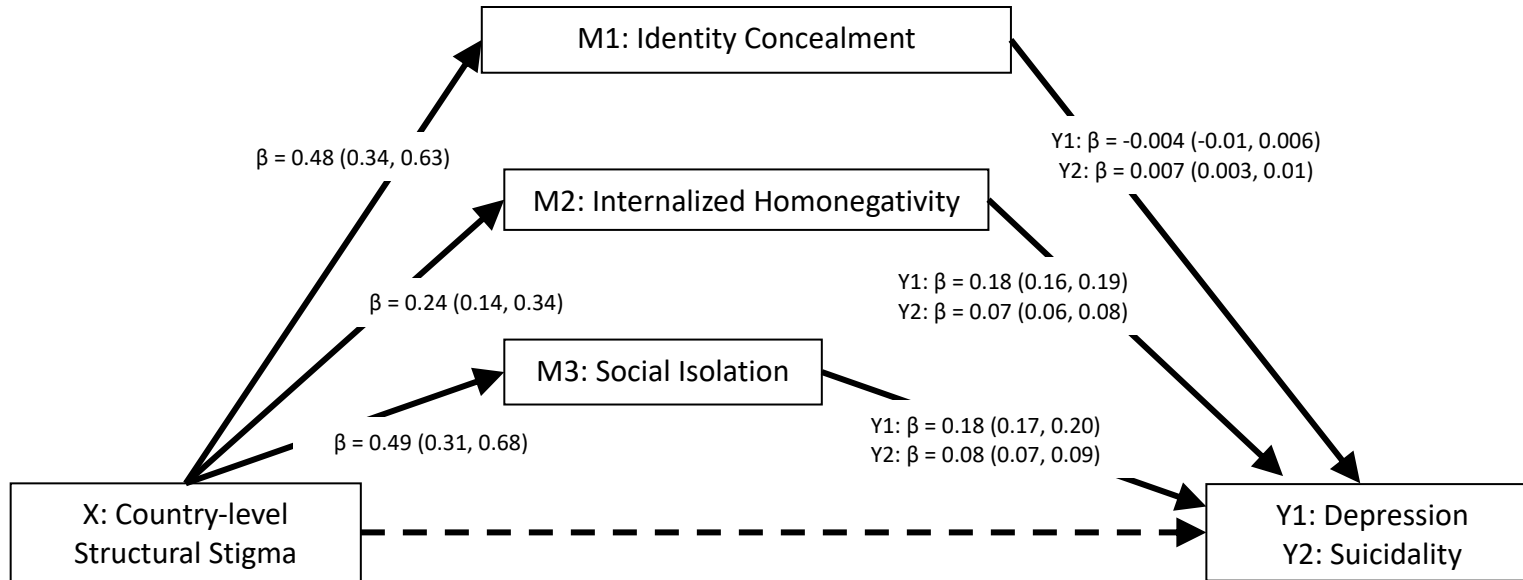 M1: Identity Concealment
β = 0.48 (0.34, 0.63)
Y1: β = -0.004 (-0.01, 0.006)
Y2: β = 0.007 (0.003, 0.01)
M2: Internalized Homonegativity
β = 0.24 (0.14, 0.34)
Y1: β = 0.18 (0.16, 0.19)
Y2: β = 0.07 (0.06, 0.08)
M3: Social Isolation
β = 0.49 (0.31, 0.68)
Y1: β = 0.18 (0.17, 0.20)
Y2: β = 0.08 (0.07, 0.09)
X: Country-level
Structural Stigma
Y1: Depression
Y2: Suicidality